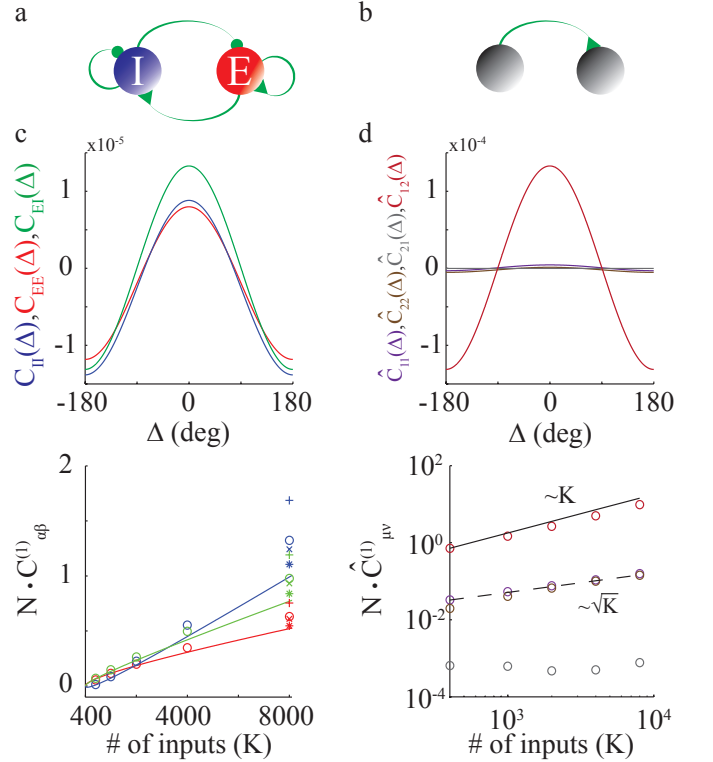 a
b
I
E
c
d
x10⁻⁵
x10⁻⁴
C_II(Δ),C_EE(Δ),C_EI(Δ)
1
0
-1
-180
0
180
Δ (deg)
Ĉ_11(Δ),Ĉ_22(Δ),Ĉ_21(Δ),Ĉ_12(Δ)
1
0
-1
-180
0
180
Δ (deg)
N • C^(1)_αβ
2
1
0
400
4000
8000
# of inputs (K)
N • Ĉ^(1)_μν
10²
10⁰
10⁻²
10⁻⁴
~K
~√K
10³
10⁴
# of inputs (K)